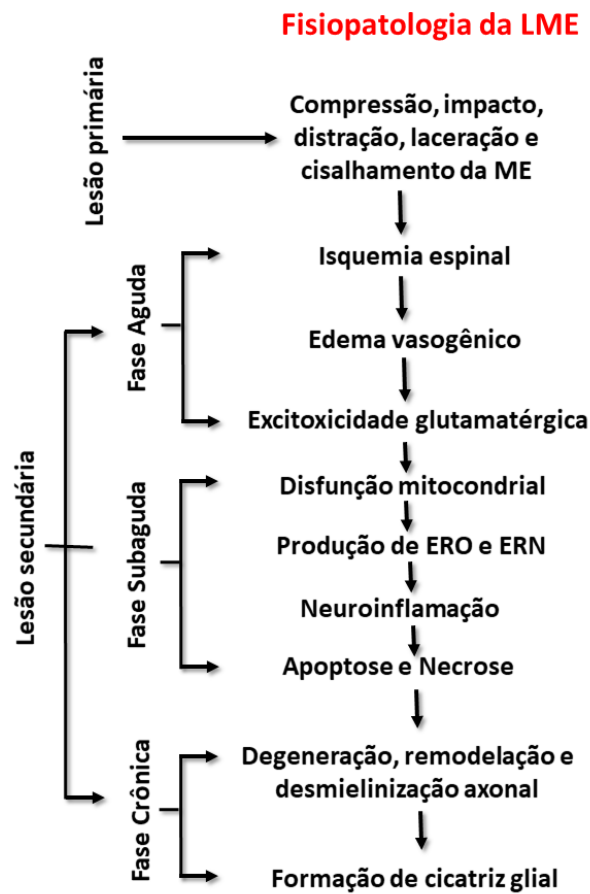 Fisiopatologia da LME
Lesão primária
Compressão, impacto,
distração, laceração e
cisalhamento da ME
Lesão secundária
Fase Aguda
Isquemia espinal
Edema vasogênico
Excitoxicidade glutamatérgica
Fase Subaguda
Disfunção mitocondrial
Produção de ERO e ERN
Neuroinflamação
Apoptose e Necrose
Fase Crônica
Degeneração, remodelação e
desmielinização axonal
Formação de cicatriz glial